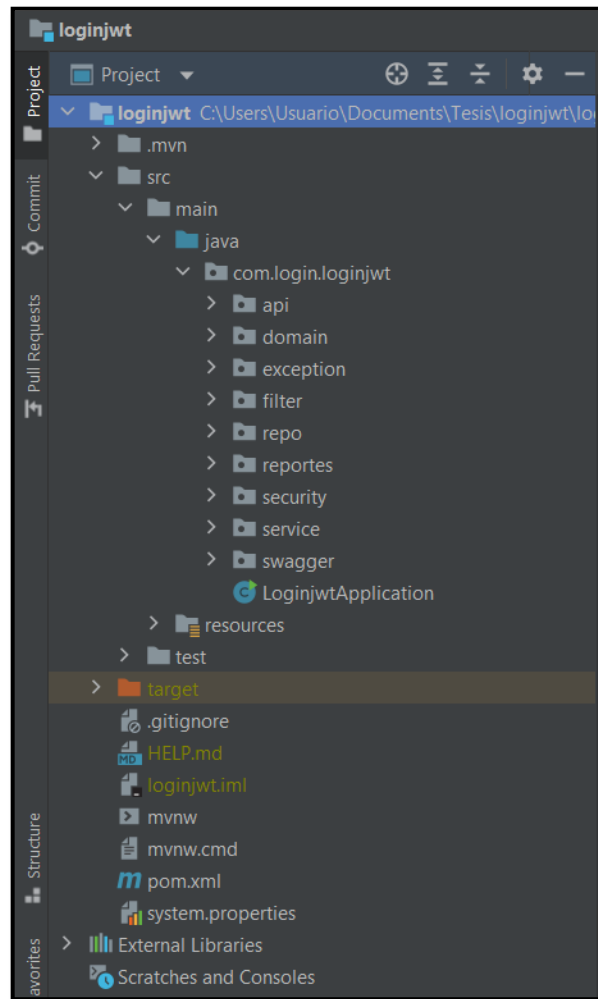 loginjwt
Project
Project
Commit
Pull Requests
Structure
avorites
loginjwt C:\Users\Usuario\Documents\Tesis\loginjwt\lo
.mvn
src
main
java
com.login.loginjwt
api
domain
exception
filter
repo
reportes
security
service
swagger
C LoginjwtApplication
resources
test
target
.gitignore
MD HELP.md
loginjwt.iml
mvnw
mvnw.cmd
m pom.xml
system.properties
External Libraries
Scratches and Consoles